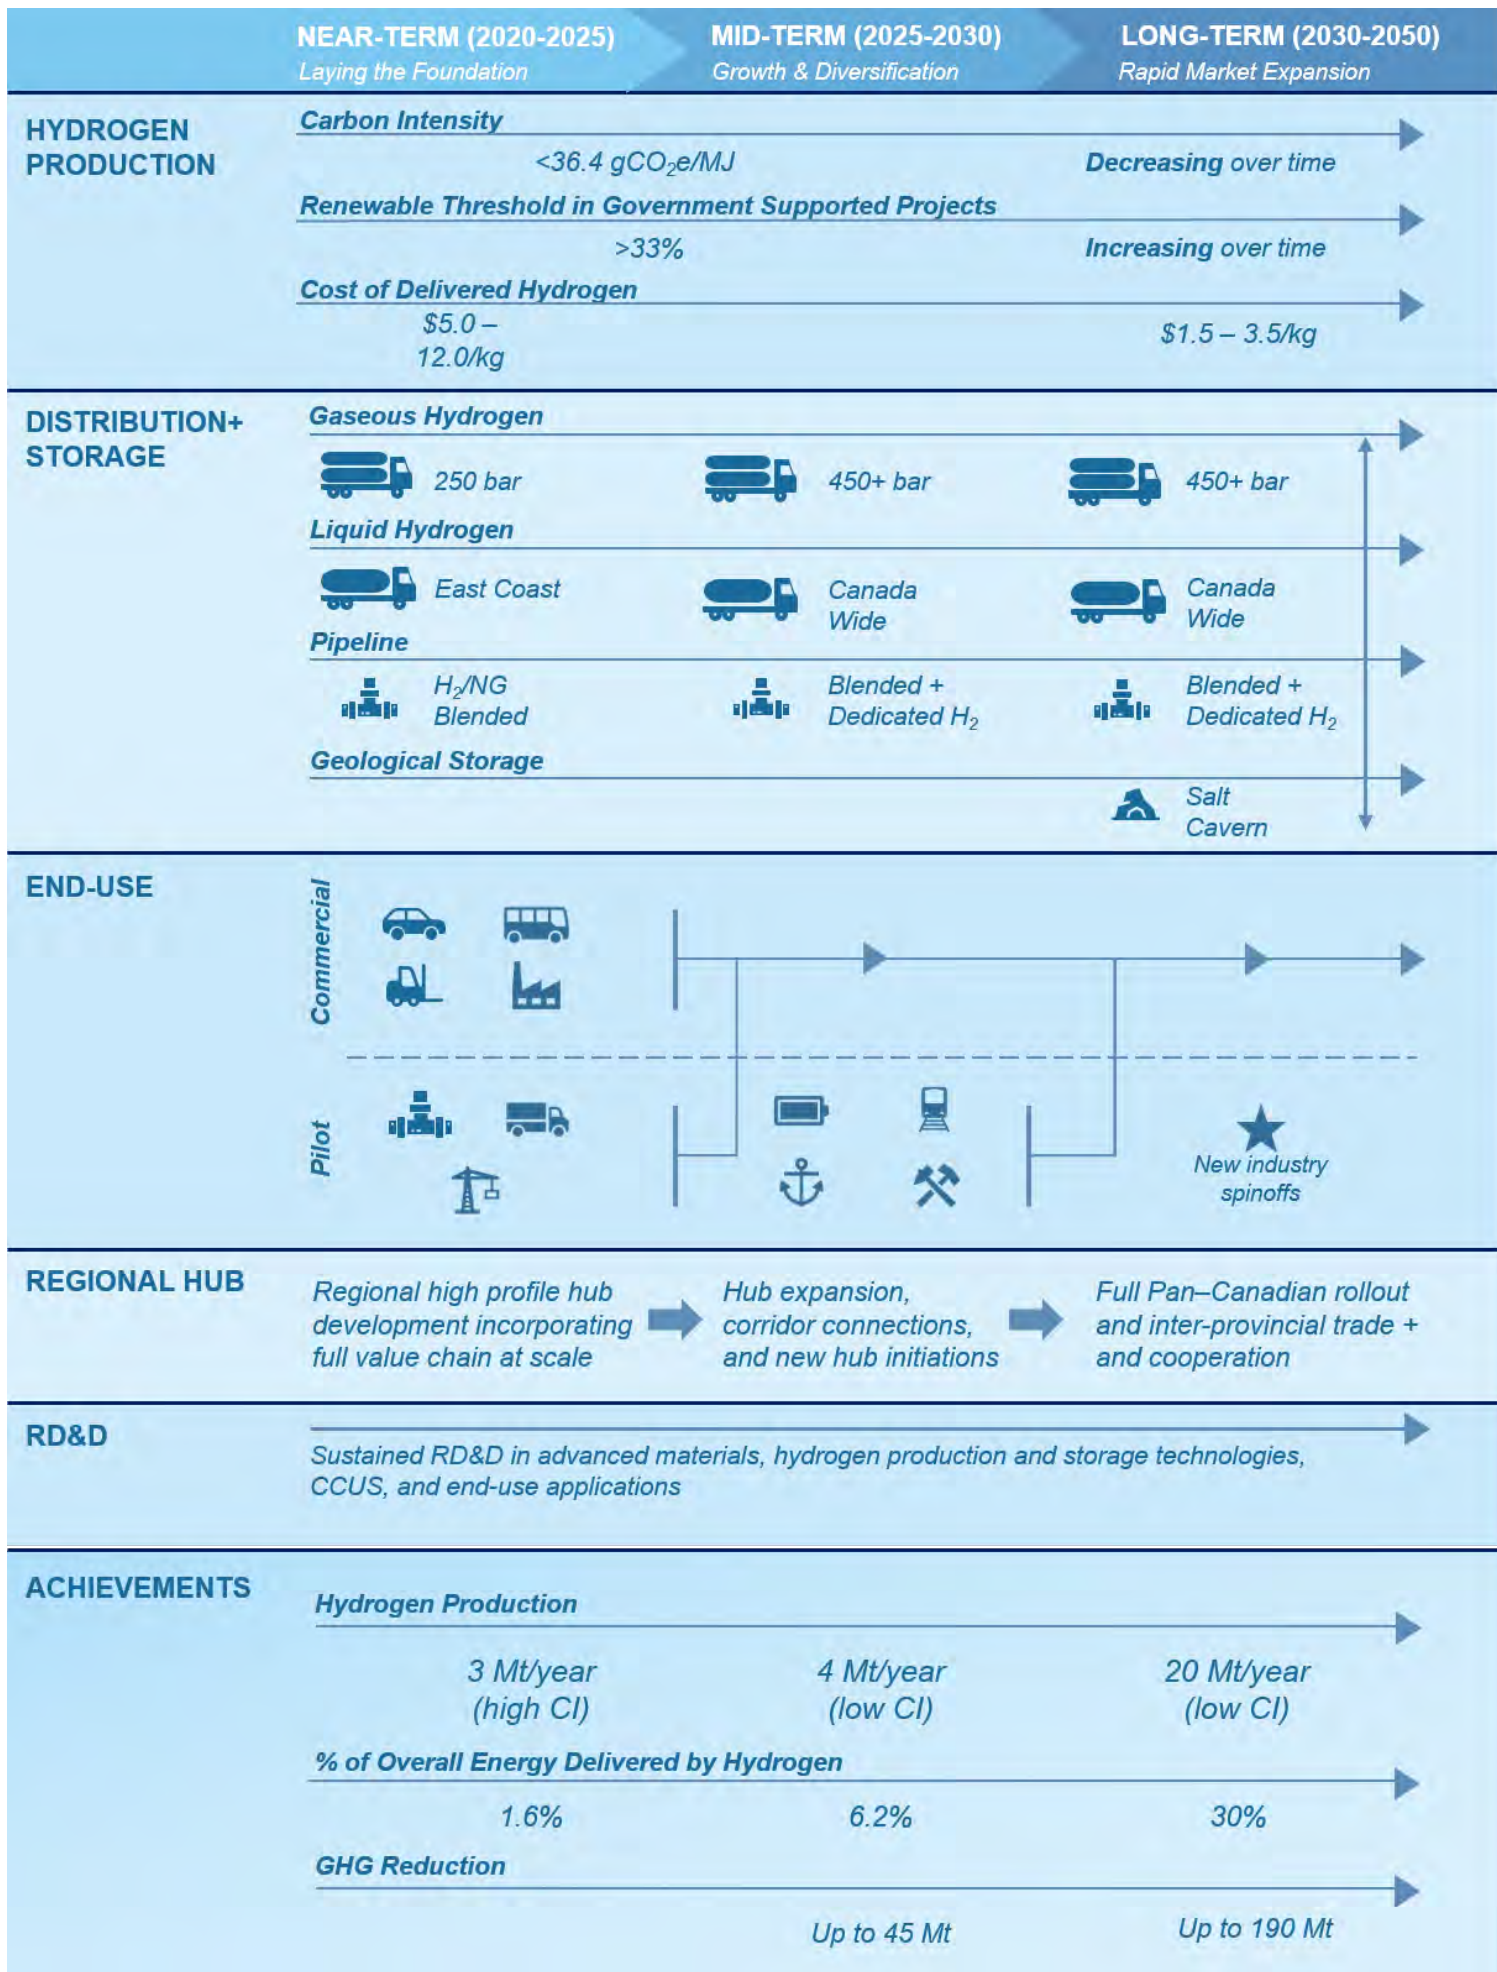 NEAR-TERM (2020-2025)
Laying the Foundation
MID-TERM (2025-2030)
Growth & Diversification
LONG-TERM (2030-2050)
Rapid Market Expansion
HYDROGEN
PRODUCTION
Carbon Intensity
<36.4 gCO₂e/MJ
Decreasing over time
Renewable Threshold in Government Supported Projects
>33%
Increasing over time
Cost of Delivered Hydrogen
$5.0 –
12.0/kg
$1.5 – 3.5/kg
DISTRIBUTION+
STORAGE
Gaseous Hydrogen
250 bar
450+ bar
450+ bar
Liquid Hydrogen
East Coast
Canada
Wide
Canada
Wide
Pipeline
H₂/NG
Blended
Blended +
Dedicated H₂
Blended +
Dedicated H₂
Geological Storage
Salt
Cavern
END-USE
Commercial
Pilot
New industry
spinoffs
REGIONAL HUB
Regional high profile hub
development incorporating
full value chain at scale
Hub expansion,
corridor connections,
and new hub initiations
Full Pan–Canadian rollout
and inter-provincial trade +
and cooperation
RD&D
Sustained RD&D in advanced materials, hydrogen production and storage technologies,
CCUS, and end-use applications
ACHIEVEMENTS
Hydrogen Production
3 Mt/year
(high CI)
4 Mt/year
(low CI)
20 Mt/year
(low CI)
% of Overall Energy Delivered by Hydrogen
1.6%
6.2%
30%
GHG Reduction
Up to 45 Mt
Up to 190 Mt